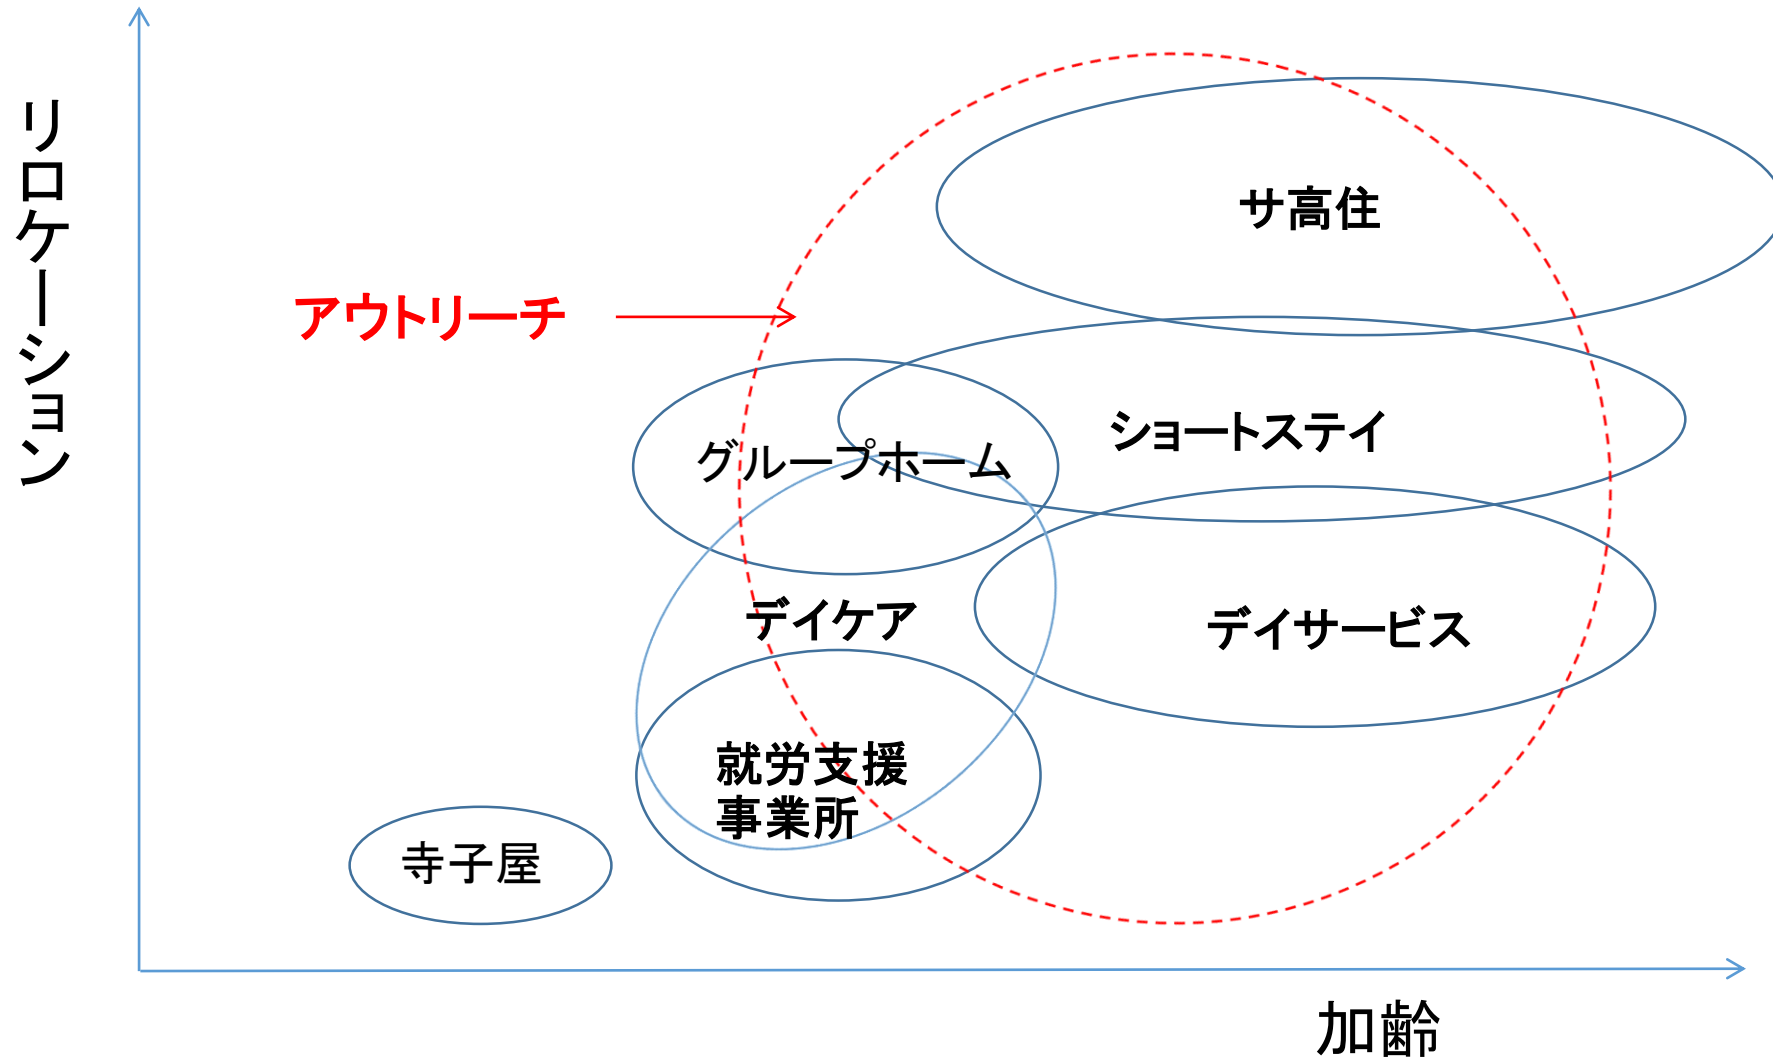 リロケーション
サ高住
アウトリーチ
ショートステイ
グループホーム
デイケア
デイサービス
就労支援
事業所
寺子屋
加齢